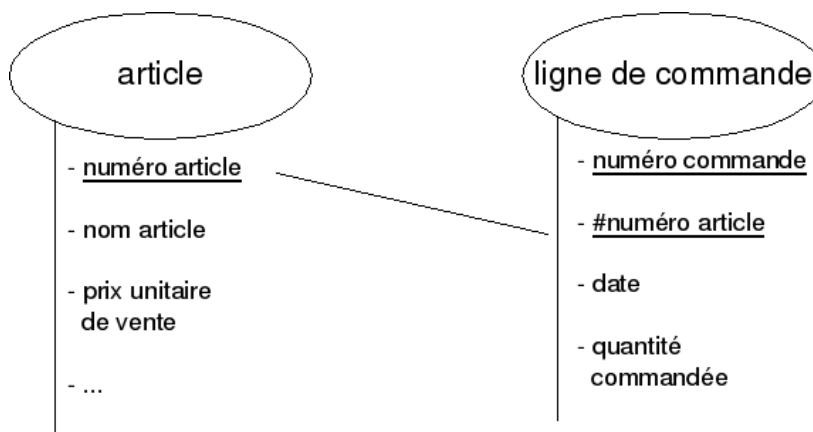 article
- numéro article
- nom article
- prix unitaire
de vente
- ...
ligne de commande
- numéro commande
- #numéro article
- date
- quantité
commandée